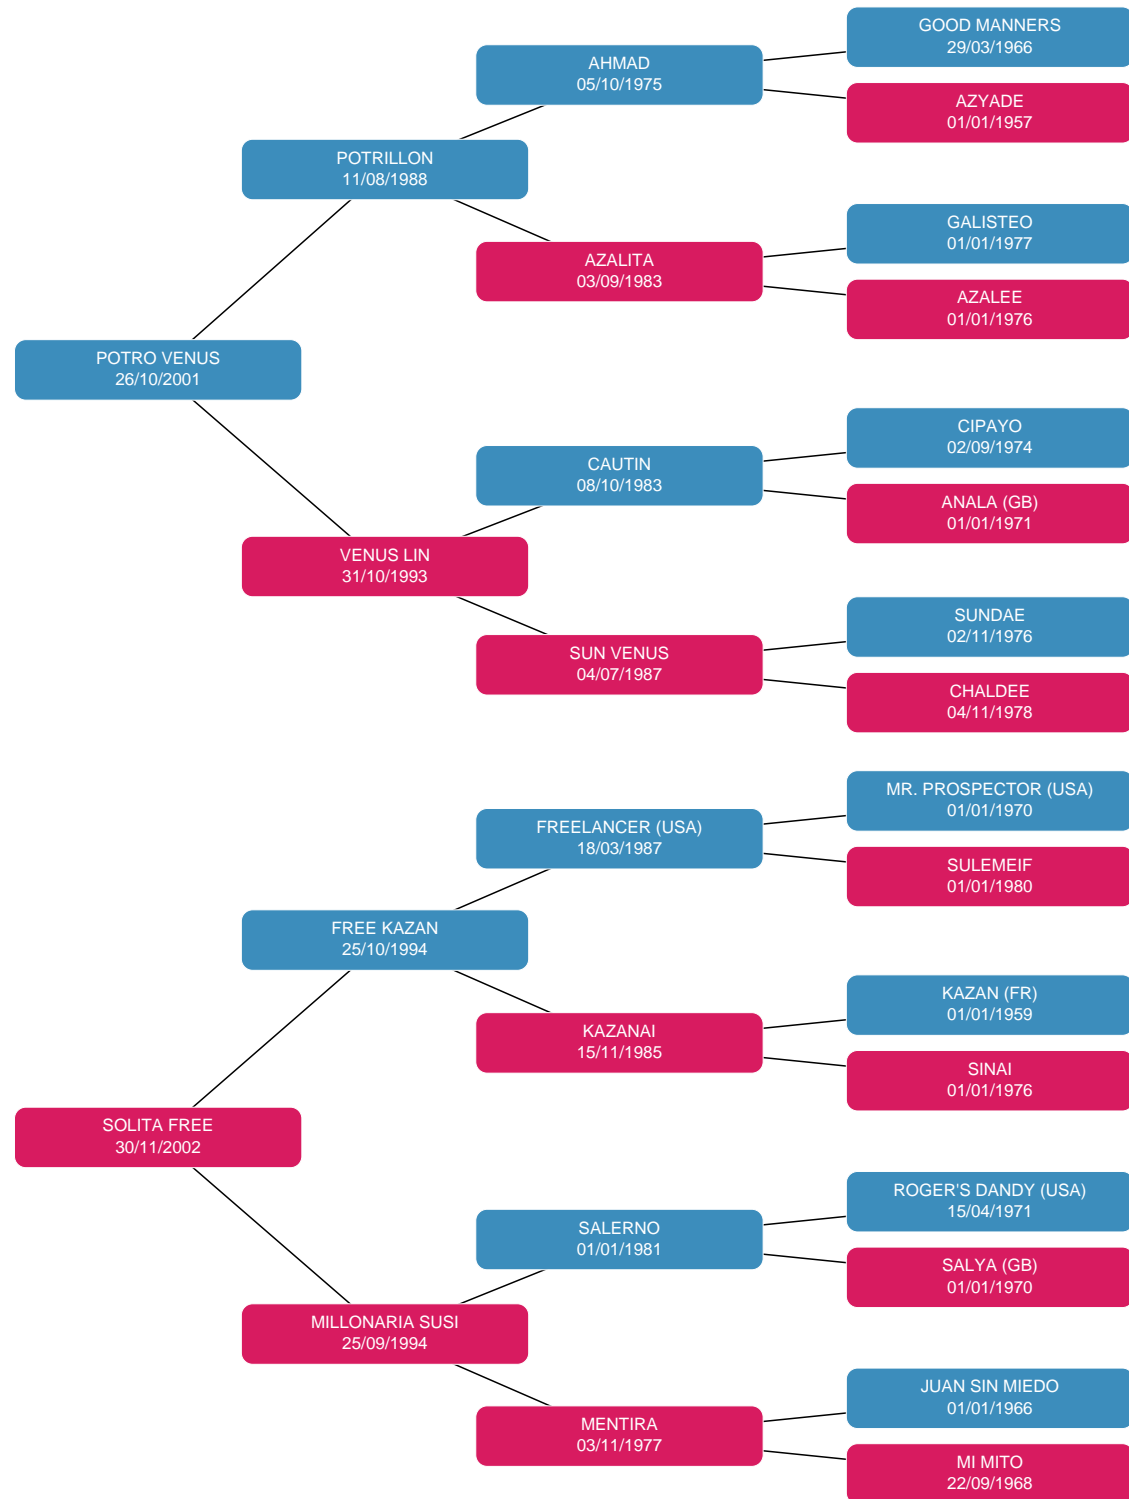 GOOD MANNERS
29/03/1966
AHMAD
05/10/1975
AZYADE
01/01/1957
POTRILLON
11/08/1988
GALISTEO
01/01/1977
AZALITA
03/09/1983
AZALEE
01/01/1976
POTRO VENUS
26/10/2001
CIPAYO
02/09/1974
CAUTIN
08/10/1983
ANALA (GB)
01/01/1971
VENUS LIN
31/10/1993
SUNDAE
02/11/1976
SUN VENUS
04/07/1987
CHALDEE
04/11/1978
MR. PROSPECTOR (USA)
01/01/1970
FREELANCER (USA)
18/03/1987
SULEMEIF
01/01/1980
FREE KAZAN
25/10/1994
KAZAN (FR)
01/01/1959
KAZANAI
15/11/1985
SINAI
01/01/1976
SOLITA FREE
30/11/2002
ROGER'S DANDY (USA)
15/04/1971
SALERNO
01/01/1981
SALYA (GB)
01/01/1970
MILLONARIA SUSI
25/09/1994
JUAN SIN MIEDO
01/01/1966
MENTIRA
03/11/1977
MI MITO
22/09/1968